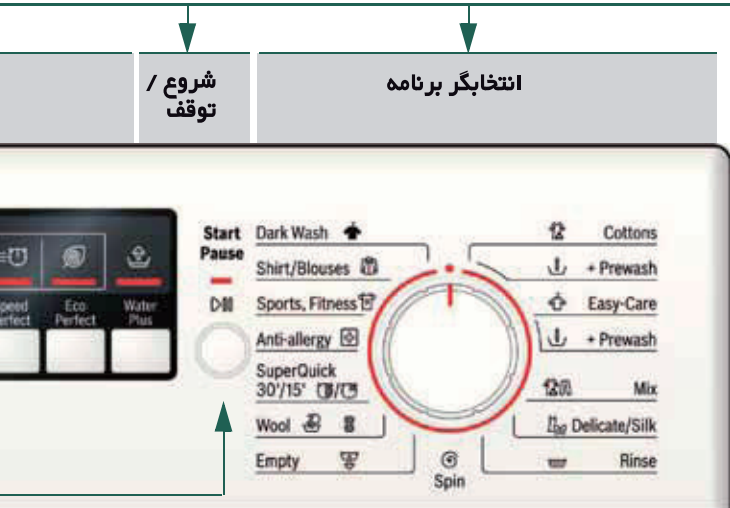 شروع /
توقف
انتخابگر برنامه
Start
Pause
Dark Wash
Shirt/Blouses
Sports, Fitness
Anti-allergy
SuperQuick
30'/15'
Wool
Empty
Spin
Cottons
+ Prewash
Easy-Care
+ Prewash
Mix
Delicate/Silk
Rinse
Eco
Perfect
Water
Plus